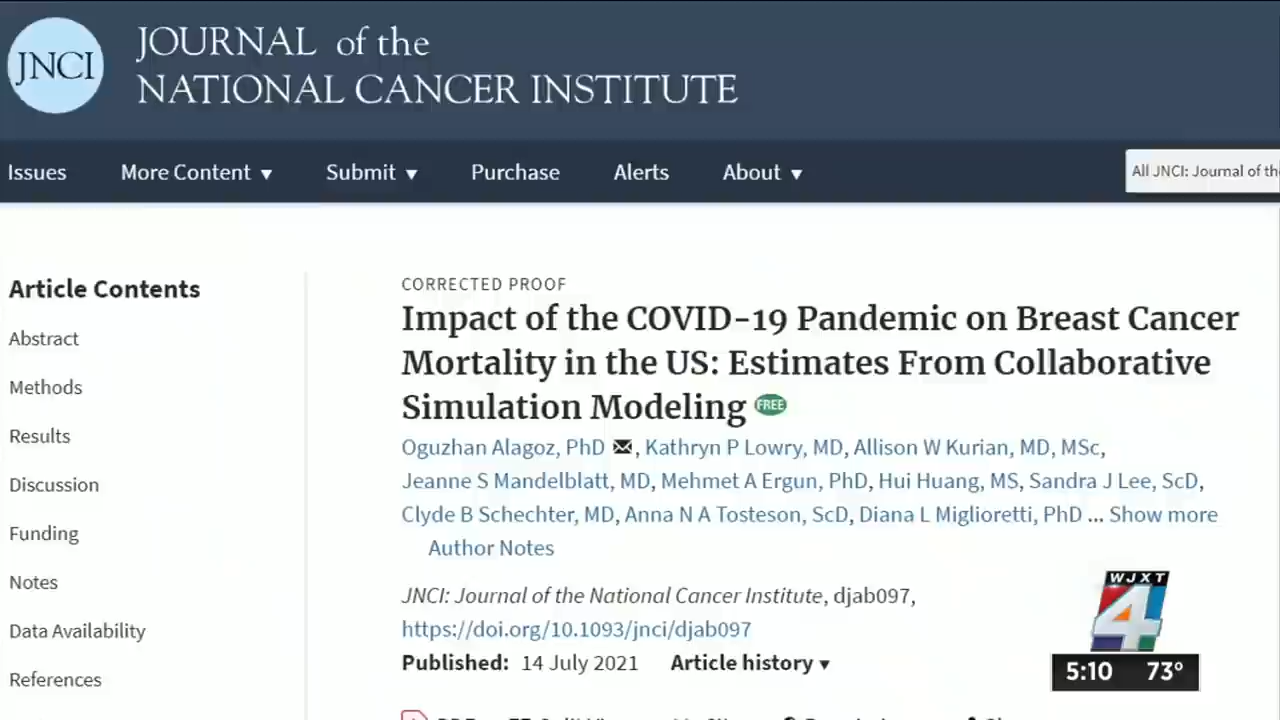 JNCI
JOURNAL of the
NATIONAL CANCER INSTITUTE
Issues More Content ▼ Submit ▼ Purchase Alerts About ▼
All JNCI: Journal of th
Article Contents
Abstract
Methods
Results
Discussion
Funding
Notes
Data Availability
References
CORRECTED PROOF
Impact of the COVID-19 Pandemic on Breast Cancer
Mortality in the US: Estimates From Collaborative
Simulation Modeling FREE
Oguzhan Alagoz, PhD ✉, Kathryn P Lowry, MD, Allison W Kurian, MD, MSc,
Jeanne S Mandelblatt, MD, Mehmet A Ergun, PhD, Hui Huang, MS, Sandra J Lee, ScD,
Clyde B Schechter, MD, Anna N A Tosteson, ScD, Diana L Miglioretti, PhD ... Show more
Author Notes
JNCI: Journal of the National Cancer Institute, djab097,
https://doi.org/10.1093/jnci/djab097
Published: 14 July 2021 Article history ▼
WJXT
4
5:10 73°